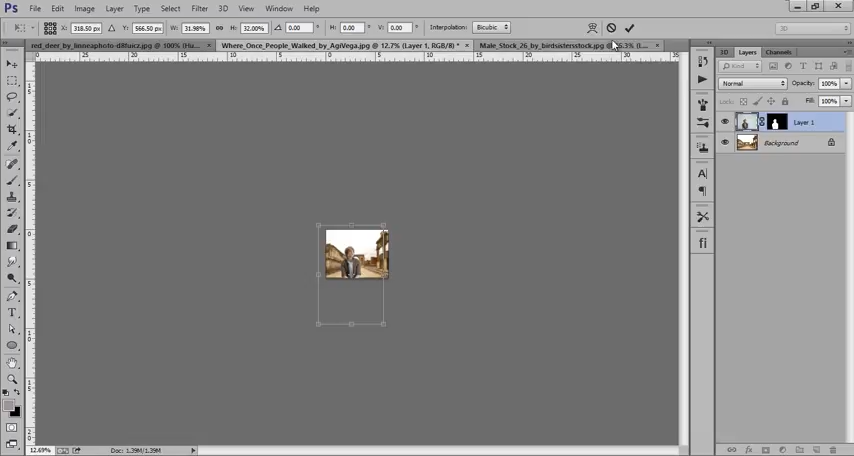 Ps File Edit Image Layer Type Select Filter 3D View Window Help
X: 318.50 px Y: 566.50 px W: 31.98% H: 32.00% 0.00 ° H: 0.00 ° V: 0.00 ° Interpolation: Bicubic 3D
red_deer_by_linneaphoto-d8fuicz.jpg @ 100% (Hu... × Where_Once_People_Walked_by_AgiVega.jpg @ 12.7% (Layer 1, RGB/8) * × Male_Stock_26_by_birdsistersstock.jpg (L... ×
3D Layers Channels
Kind
Normal Opacity: 100%
Lock: Fill: 100%
Layer 1
Background
12.69% Doc: 1.39M/1.39M